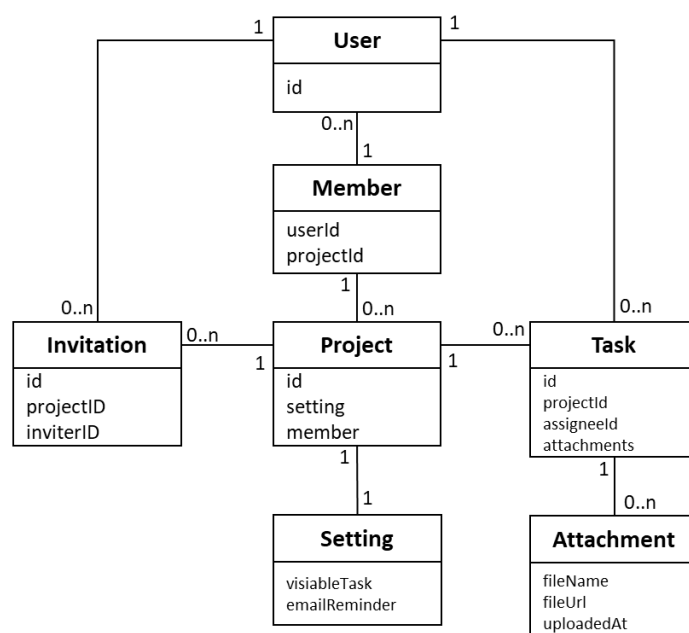 1
User
1
id
0..n
1
Member
userId
projectId
1
0..n
0..n
0..n
Invitation
id
projectID
inviterID
0..n
1
Project
id
setting
member
0..n
1
Task
id
projectId
assigneeId
attachments
1
1
1
0..n
Setting
visiableTask
emailReminder
Attachment
fileName
fileUrl
uploadedAt